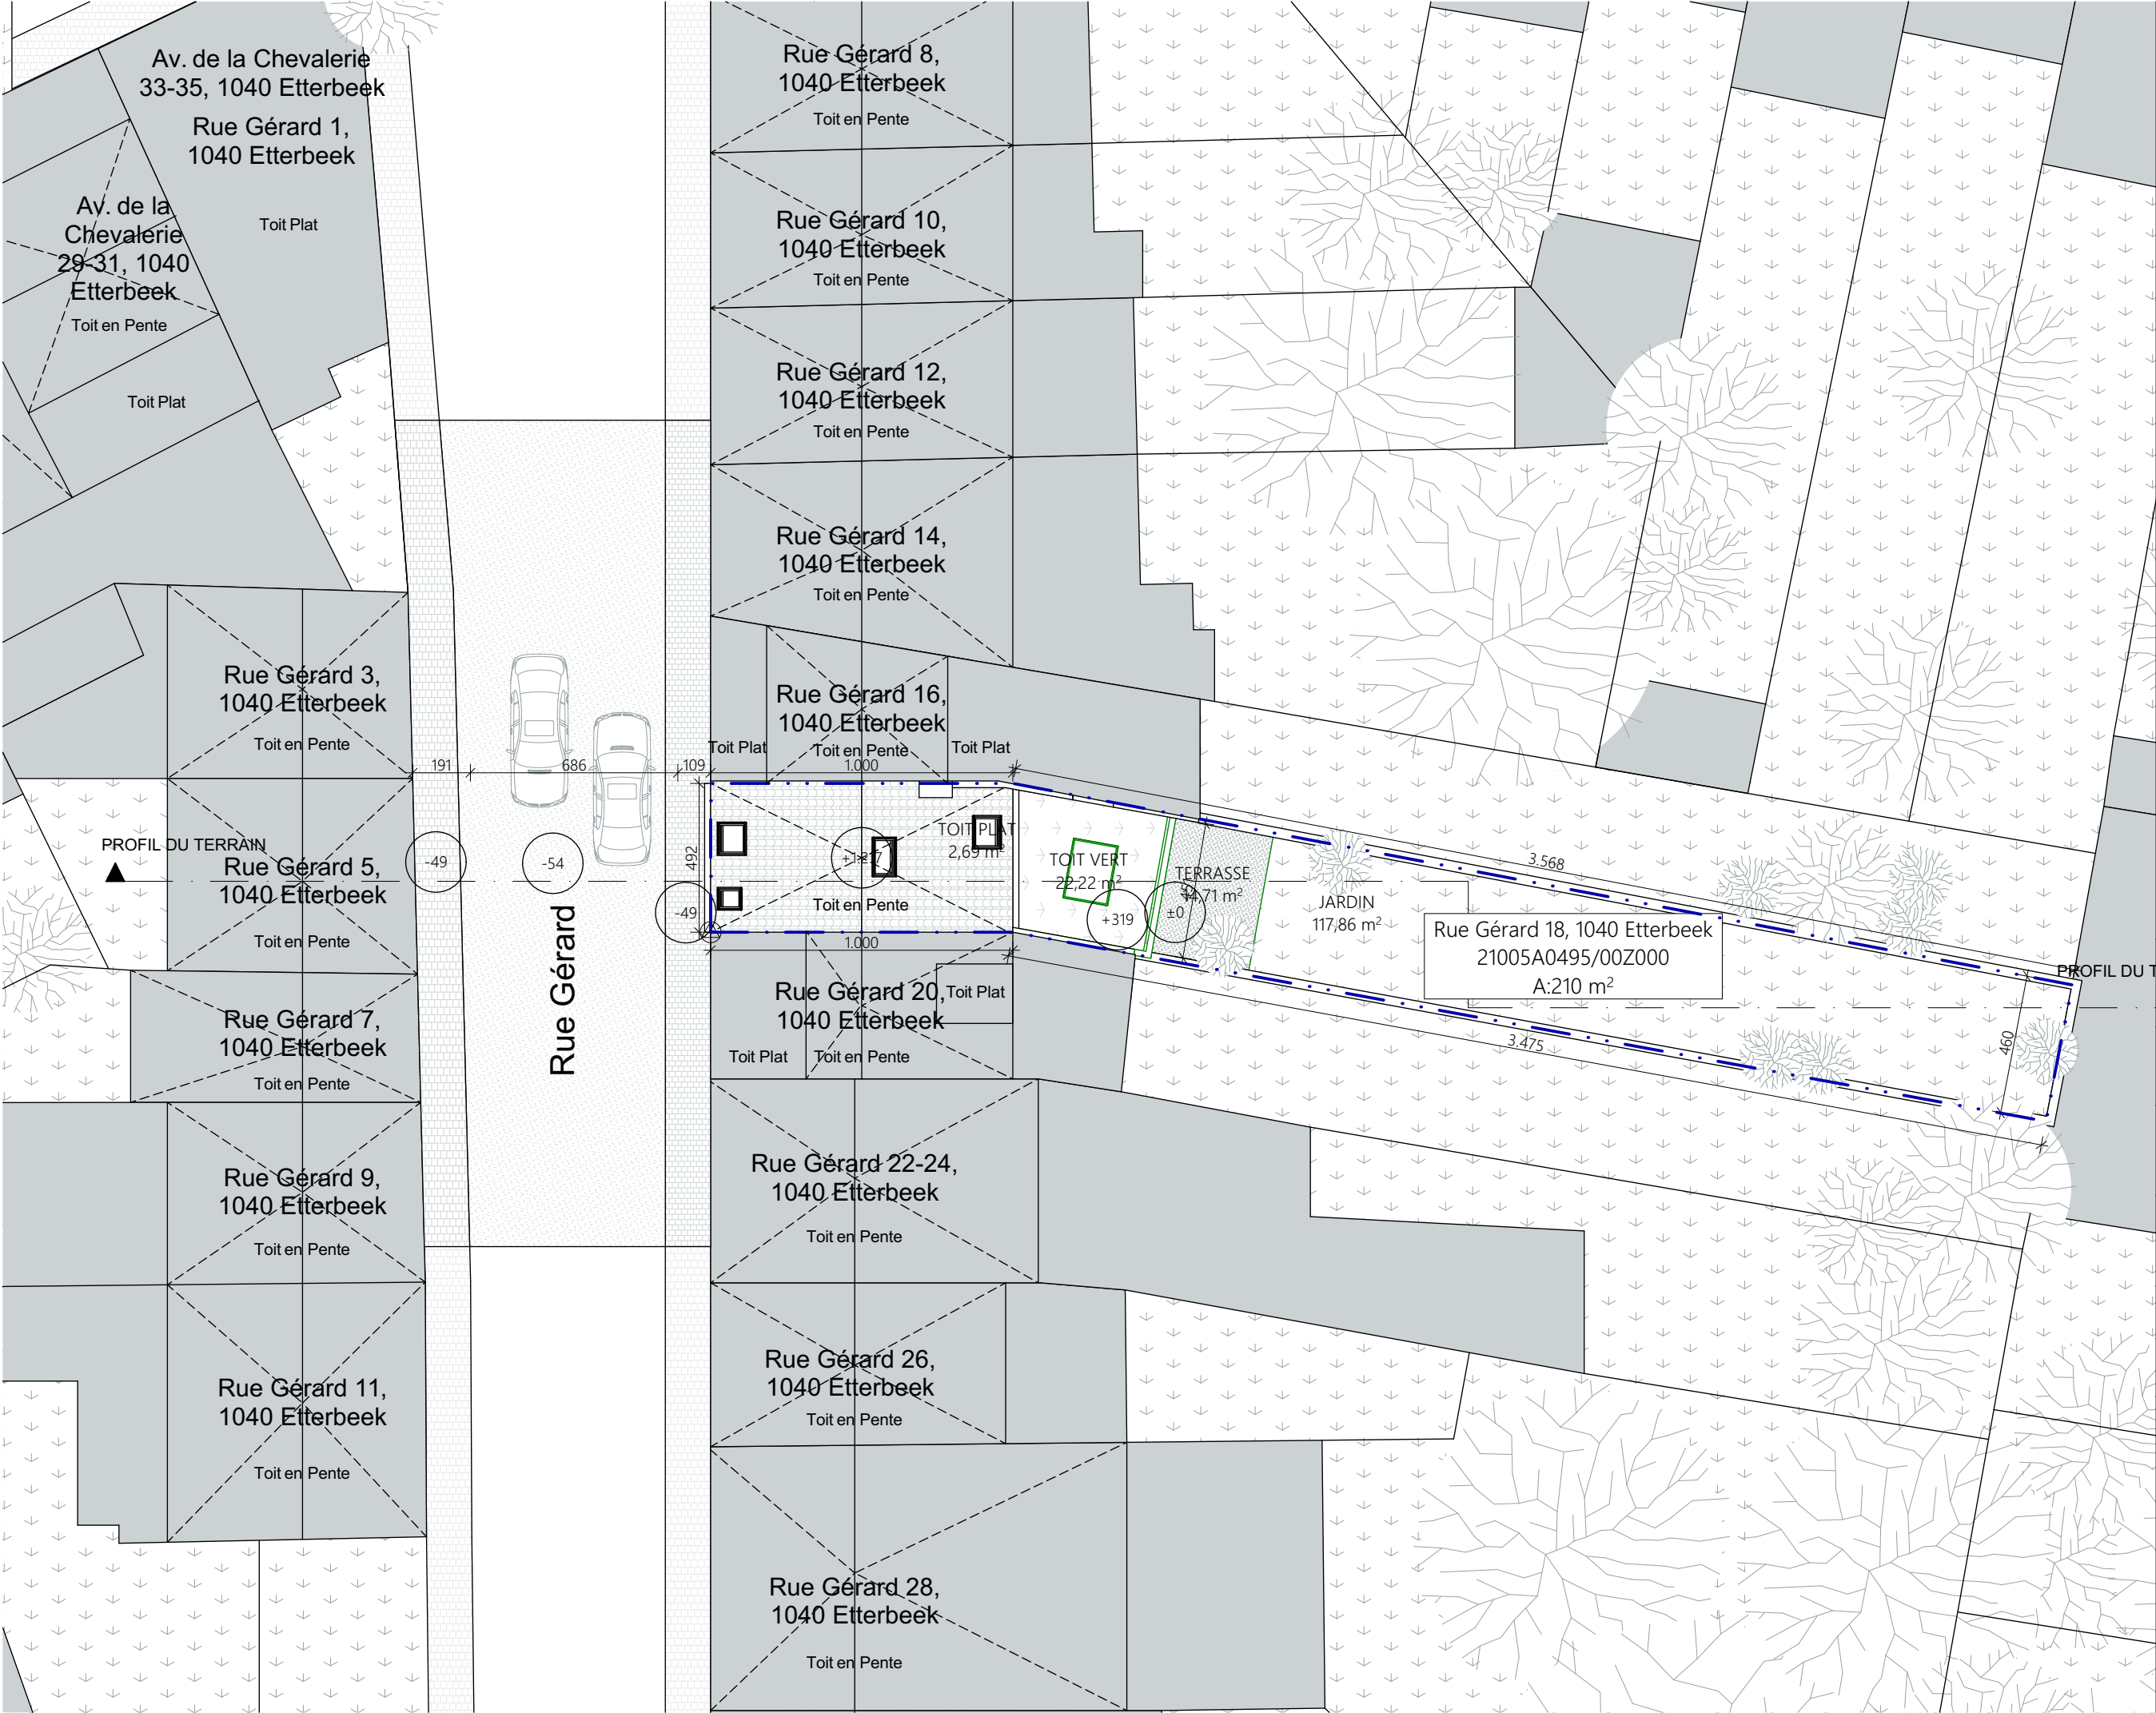 Av. de la Chevalerie
33-35, 1040 Etterbeek
Rue Gérard 1,
1040 Etterbeek
Toit Plat
Av. de la
Chevalerie
29-31, 1040
Etterbeek
Toit en Pente
Toit Plat
Rue Gérard 3,
1040 Etterbeek
Toit en Pente
PROFIL DU TERRAIN
Rue Gérard 5,
1040 Etterbeek
Toit en Pente
Rue Gérard 7,
1040 Etterbeek
Toit en Pente
Rue Gérard 9,
1040 Etterbeek
Toit en Pente
Rue Gérard 11,
1040 Etterbeek
Toit en Pente
191
686
109
-49
-54
-49
Rue Gérard
Rue Gérard 8,
1040 Etterbeek
Toit en Pente
Rue Gérard 10,
1040 Etterbeek
Toit en Pente
Rue Gérard 12,
1040 Etterbeek
Toit en Pente
Rue Gérard 14,
1040 Etterbeek
Toit en Pente
Rue Gérard 16,
1040 Etterbeek
Toit Plat
Toit en Pente
Toit Plat
1.000
492
TOIT PLAT
2,69 m²
Toit en Pente
1.000
TOIT VERT
22,22 m²
+319
TERRASSE
±0
JARDIN
117,86 m²
3.568
Rue Gérard 18, 1040 Etterbeek
21005A0495/00Z000
A:210 m²
PROFIL DU T
3.475
460
Rue Gérard 20,
1040 Etterbeek
Toit Plat
Toit Plat
Toit en Pente
Rue Gérard 22-24,
1040 Etterbeek
Toit en Pente
Rue Gérard 26,
1040 Etterbeek
Toit en Pente
Rue Gérard 28,
1040 Etterbeek
Toit en Pente